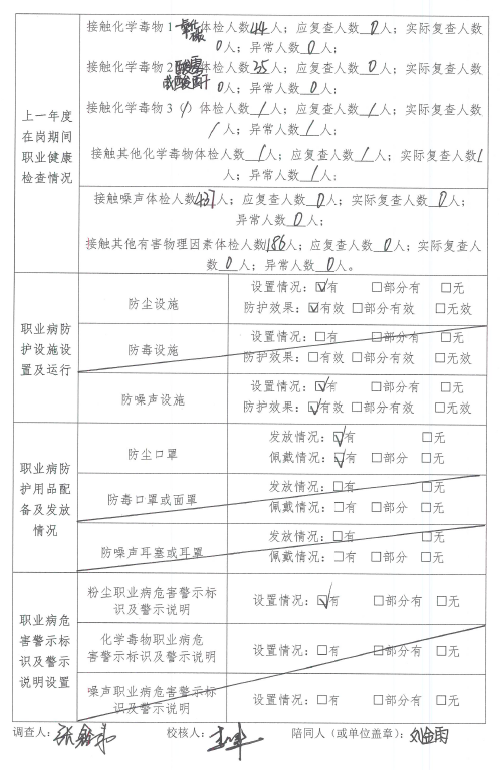 上一年度
在岗期间
职业健康
检查情况
接触化学毒物1 体检人数44人；应复查人数0人；实际复查人数
0人；异常人数0人；
接触化学毒物2 体检人数25人；应复查人数0人；实际复查人数
0人；异常人数0人；
接触化学毒物3（/）体检人数/人；应复查人数/人；实际复查人数
/人；异常人数/人；
接触其他化学毒物体检人数/人；应复查人数/人；实际复查人数/
人；异常人数/人；
接触噪声体检人数437人；应复查人数0人；实际复查人数0人；
异常人数0人；
接触其他有害物理因素体检人数186人；应复查人数0人；实际复查人
数0人；异常人数0人。
职业病防
护设施设
置及运行
防尘设施
设置情况：☑有 □部分有 □无
防护效果：☑有效 □部分有效 □无效
防毒设施
设置情况：□有 □部分有 □无
防护效果：□有效 □部分有效 □无效
防噪声设施
设置情况：☑有 □部分有 □无
防护效果：☑有效 □部分有效 □无效
职业病防
护用品配
备及发放
情况
防尘口罩
发放情况：☑有 □无
佩戴情况：☑有 □部分 □无
防毒口罩或面罩
发放情况：□有 □无
佩戴情况：□有 □部分 □无
防噪声耳塞或耳罩
发放情况：□有 □无
佩戴情况：□有 □部分 □无
职业病危
害警示标
识及警示
说明设置
粉尘职业病危害警示标
识及警示说明
设置情况：☑有 □部分有 □无
化学毒物职业病危
害警示标识及警示说明
设置情况：□有 □部分有 □无
噪声职业病危害警示标
识及警示说明
设置情况：□有 □部分有 □无
调查人： 校核人： 陪同人（或单位盖章）：刘金雨